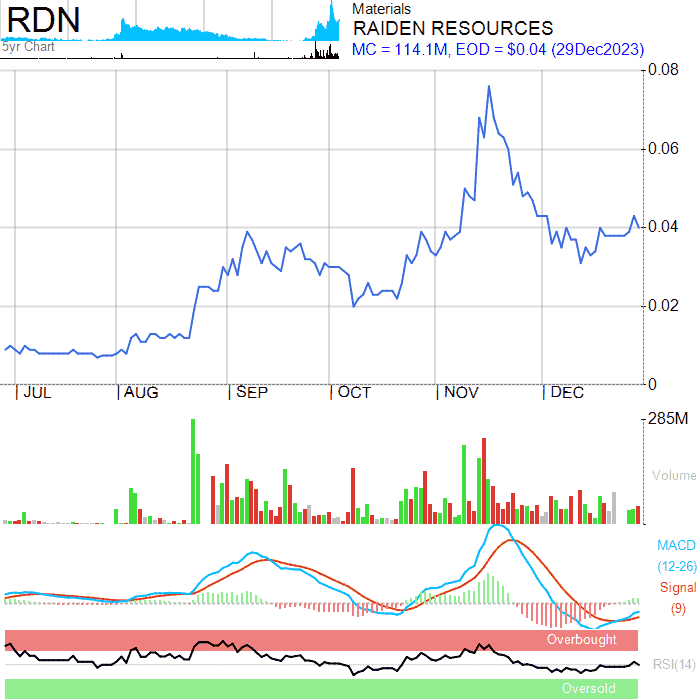 RDN
5yr Chart
Materials
RAIDEN RESOURCES
MC = 114.1M, EOD = $0.04 (29Dec2023)
0.08
0.06
0.04
0.02
0
JUL AUG SEP OCT NOV DEC
285M
Volume
MACD
(12-26)
Signal
(9)
Overbought
RSI(14)
Oversold